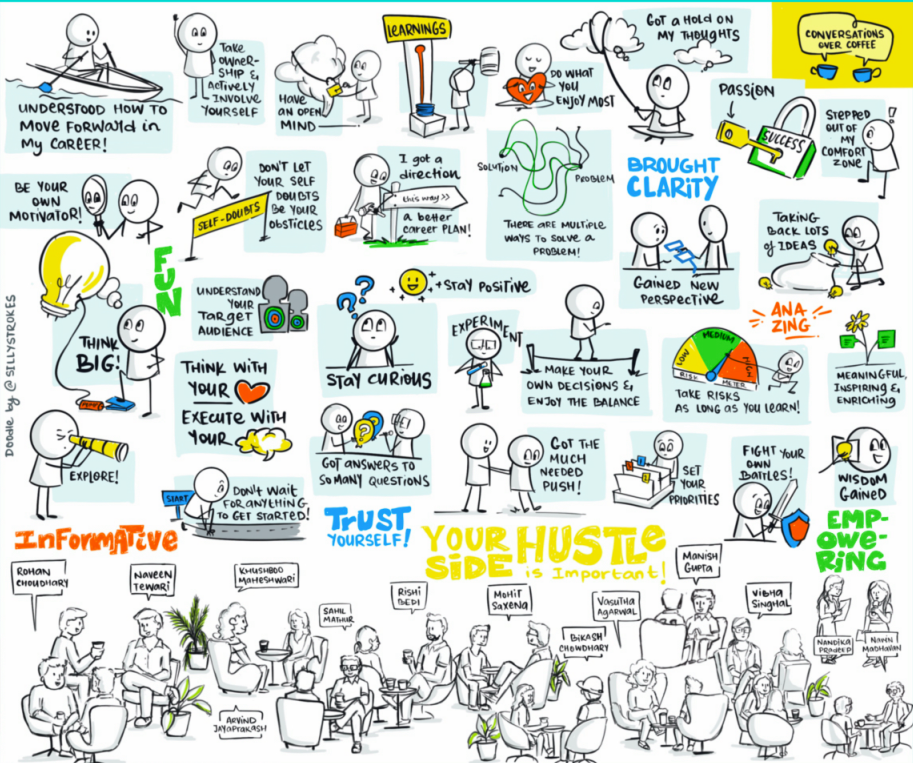 UNDERSTOOD HOW TO
MOVE FORWARD IN
MY CAREER!
TAKE
OWNER-
SHIP &
ACTIVELY
INVOLVE
YOURSELF
HAVE
AN OPEN
MIND
LEARNINGS
DO WHAT
YOU
ENJOY MOST
GOT A HOLD ON
MY THOUGHTS
CONVERSATIONS
OVER COFFEE
PASSION
SUCCESS
STEPPED
OUT OF
MY
COMFORT
ZONE
BE YOUR
OWN
MOTIVATOR!
DON'T LET
YOUR SELF
DOUBTS
BE YOUR
OBSTICLES
SELF-DOUBTS
I got a
direction
this way >>
a better
career PLAN!
SOLUTION
PROBLEM
THERE ARE MULTIPLE
WAYS TO SOLVE A
PROBLEM!
BROUGHT
CLARITY
GAINED NEW
PERSPECTIVE
TAKING
BACK LOTS
of IDEAS
FUN
THINK
BIG!
UNDERSTAND
YOUR
TARGET
AUDIENCE
+STAY POSITIVE
STAY CURIOUS
EXPERIMENT
MAKE YOUR
OWN DECISIONS &
ENJOY THE BALANCE
LOW
MEDIUM
HIGH
RISK
METER
TAKE RISKS
AS LONG AS YOU LEARN!
ANA
ZING
MEANINGFUL,
INSPIRING &
ENRICHING
THINK WITH
YOUR
EXECUTE WITH
YOUR
EXPLORE!
START
DON'T WAIT
FOR ANYTHING
TO GET STARTED!
GOT ANSWERS TO
SO MANY QUESTIONS
GOT THE
MUCH
NEEDED
PUSH!
SET
YOUR
PRIORITIES
FIGHT YOUR
OWN
BATTLES!
WISDOM
GAINED
Doodle by @SILLYSTROKES
INFORMATIVE
TRUST
YOURSELF!
YOUR SIDE HUSTLE
is Important!
EMP-
OWE-
RING
ROHAN
CHOUDHARY
NAVEEN
TEWARI
KHUSHBOO
MAHESHWARI
SAHIL
MATHUR
RISHI
BEDI
MOHIT
SAXENA
BIKASH
CHOWDHARY
VASUTHA
AGARWAL
MANISH
GUPTA
VIBHA
SINGHAL
NANDIKA
PRADEEP
NAVIN
MADHAVAN
ARVIND
JAYAPRAKASH